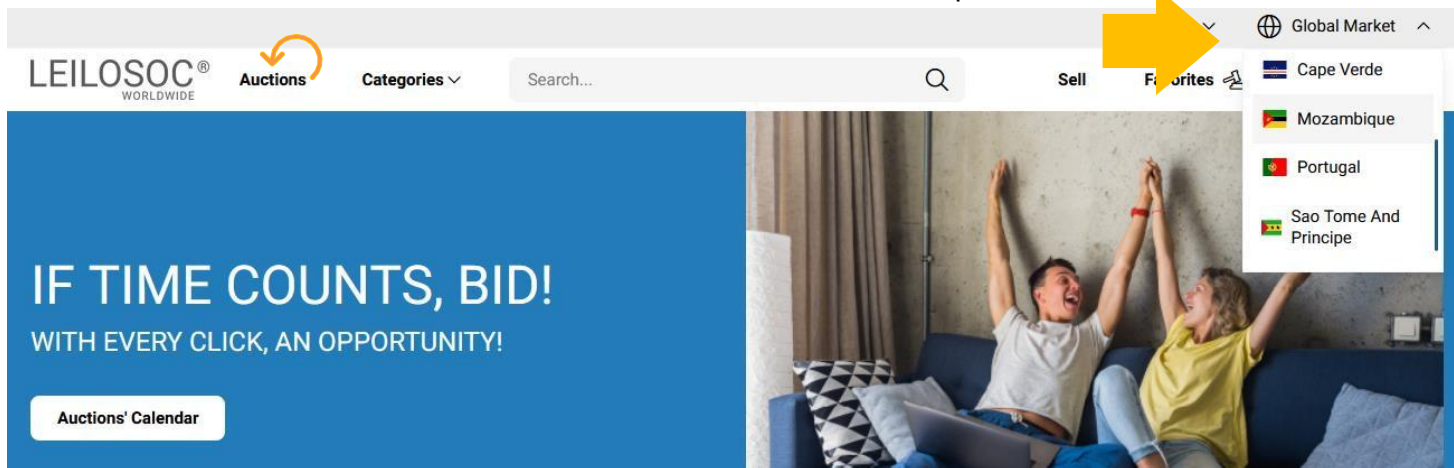 Global Market
LEILOSOC®
WORLDWIDE
Auctions
Categories
Search...
Sell
Favorites
Cape Verde
Mozambique
Portugal
Sao Tome And
Principe
IF TIME COUNTS, BID!
WITH EVERY CLICK, AN OPPORTUNITY!
Auctions' Calendar